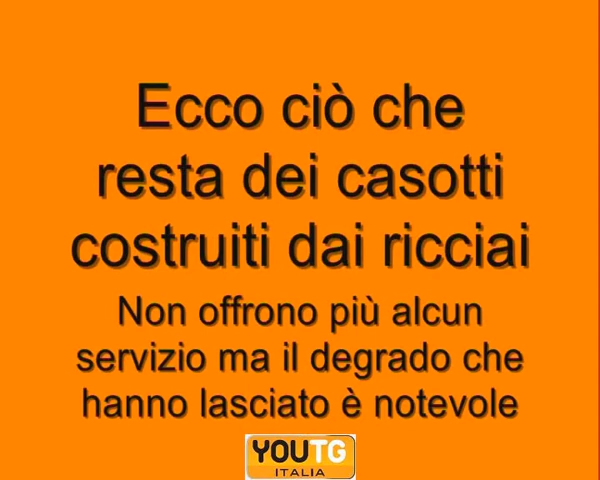 Ecco ciò che
resta dei casotti
costruiti dai ricciai
Non offrono più alcun
servizio ma il degrado che
hanno lasciato è notevole
YOUTG
ITALIA